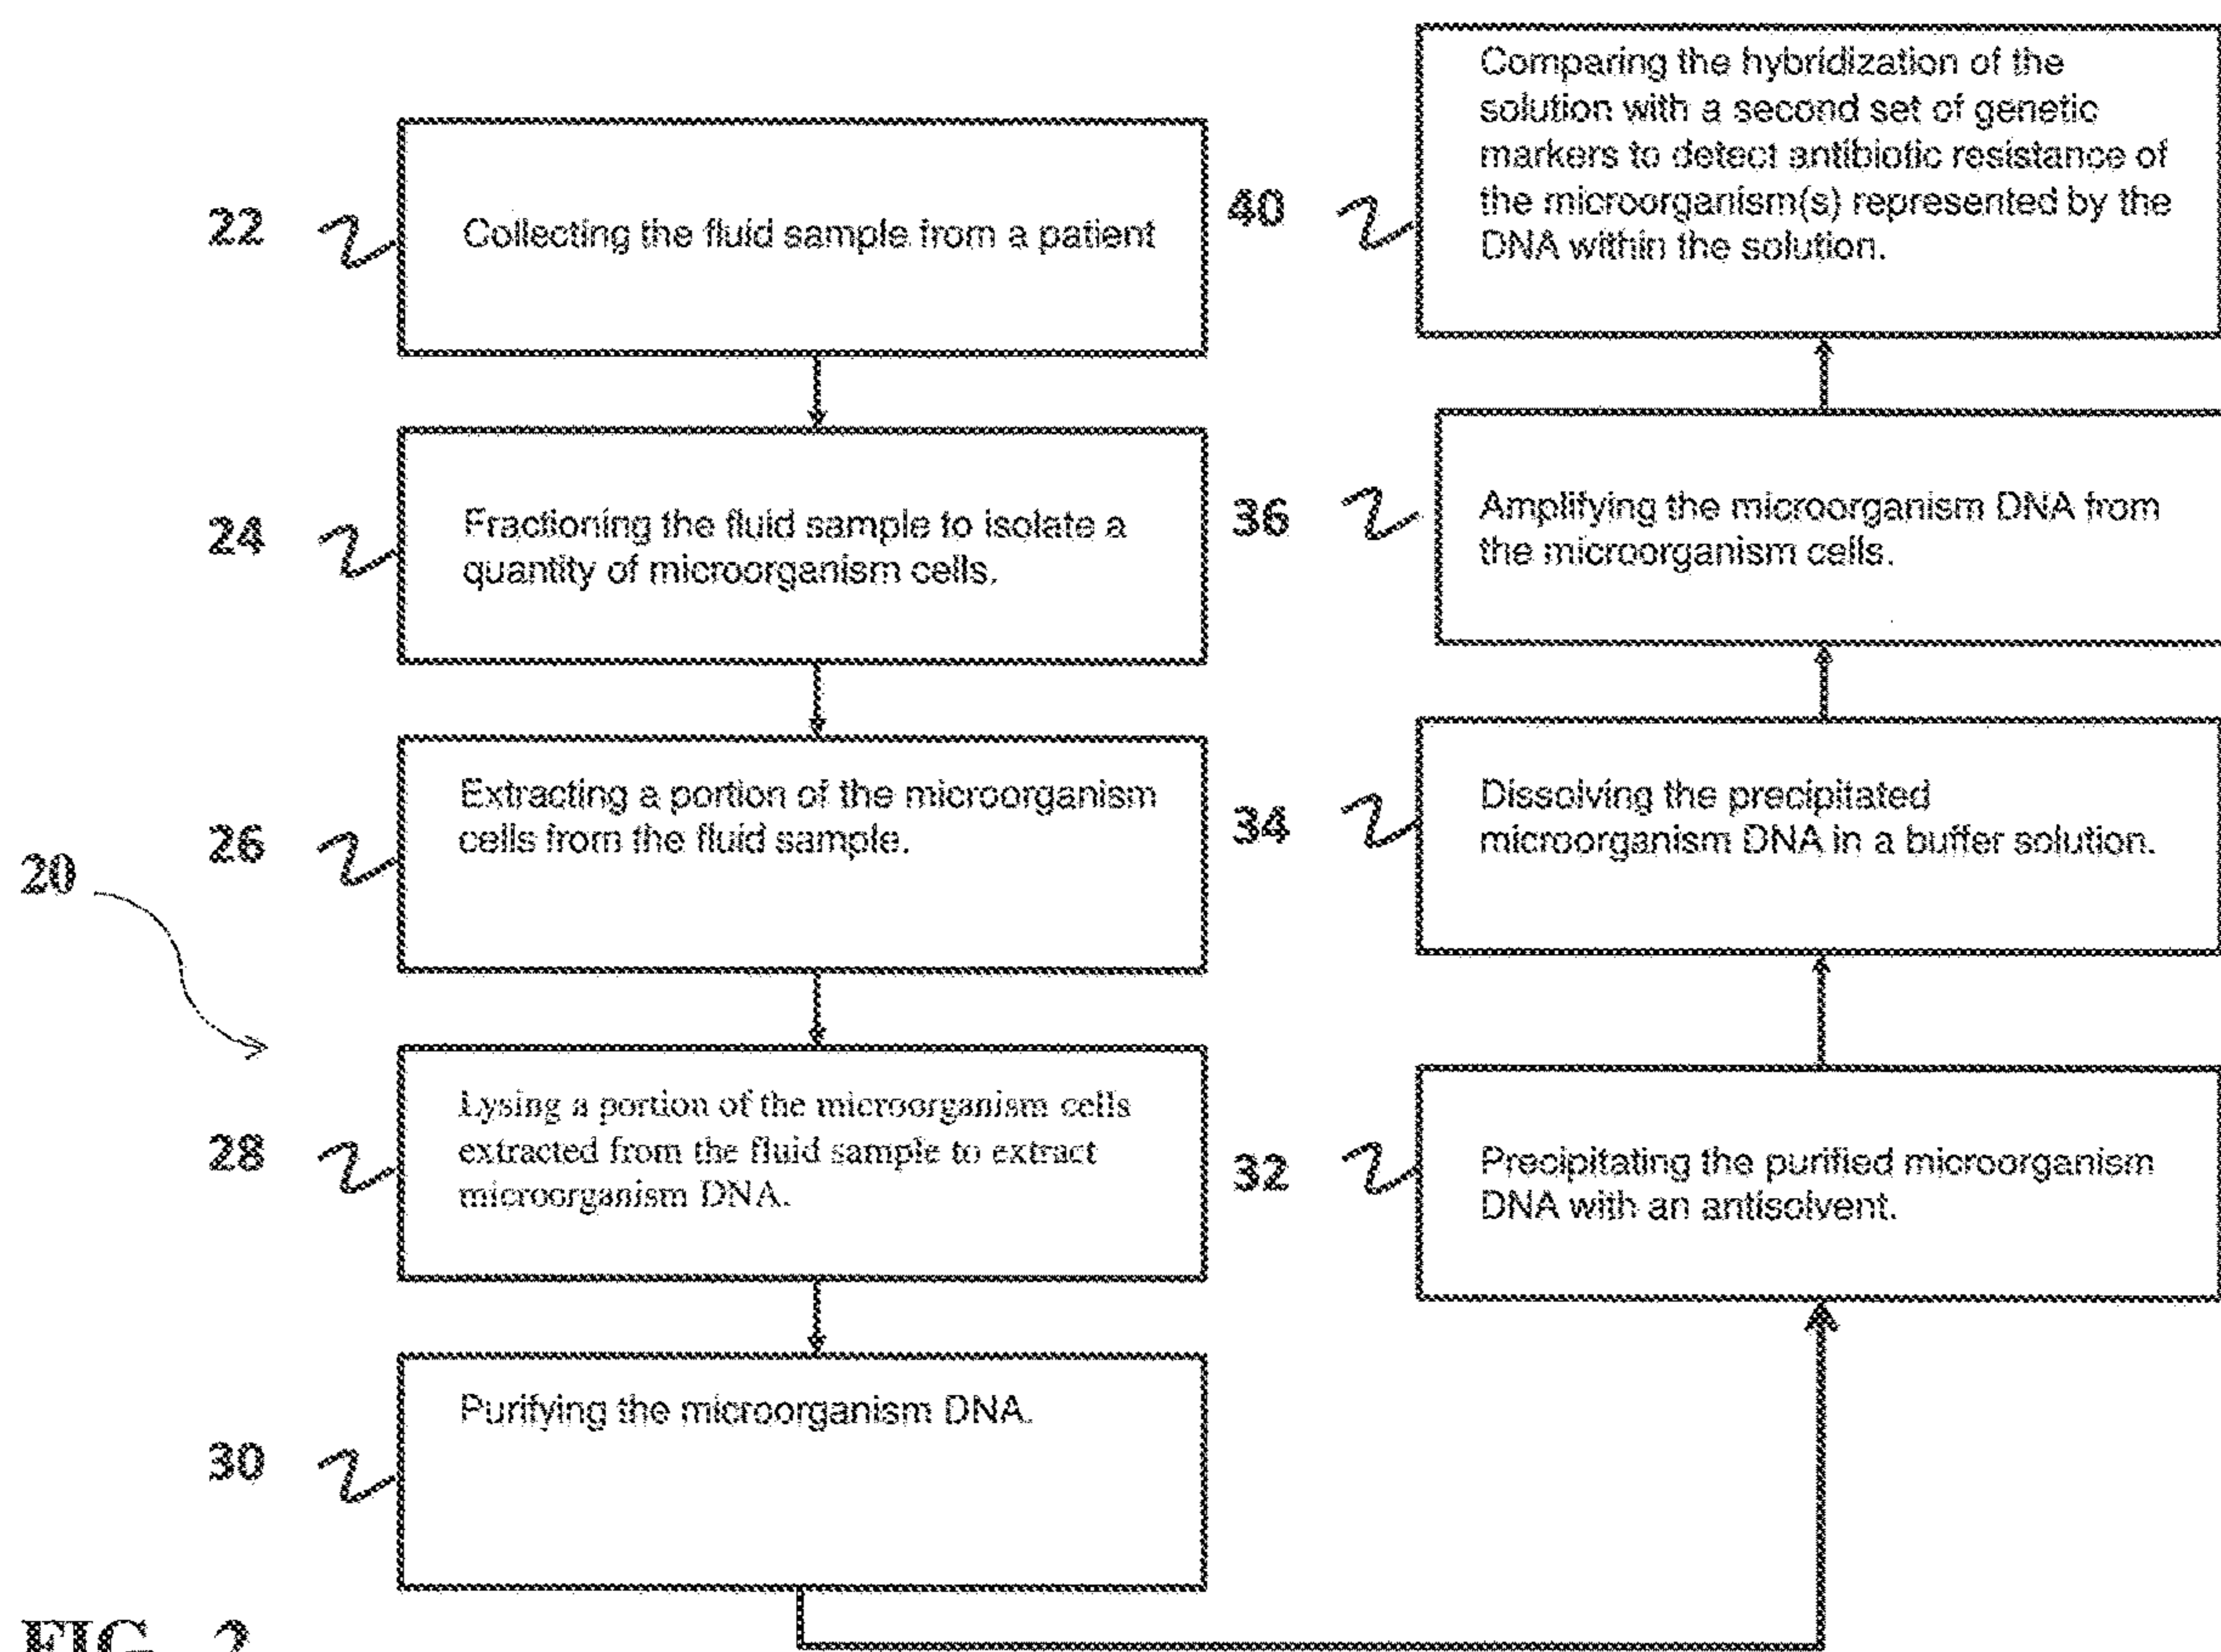 22
Collecting the fluid sample from a patient
24
Fractioning the fluid sample to isolate a
quantity of microorganism cells.
26
Extracting a portion of the microorganism
cells from the fluid sample.
20
28
Lysing a portion of the microorganism cells
extracted from the fluid sample to extract
microorganism DNA.
30
Purifying the microorganism DNA.
40
Comparing the hybridization of the
solution with a second set of genetic
markers to detect antibiotic resistance of
the microorganism(s) represented by the
DNA within the solution.
36
Amplifying the microorganism DNA from
the microorganism cells.
34
Dissolving the precipitated
microorganism DNA in a buffer solution.
32
Precipitating the purified microorganism
DNA with an antisolvent.
FIG. 2